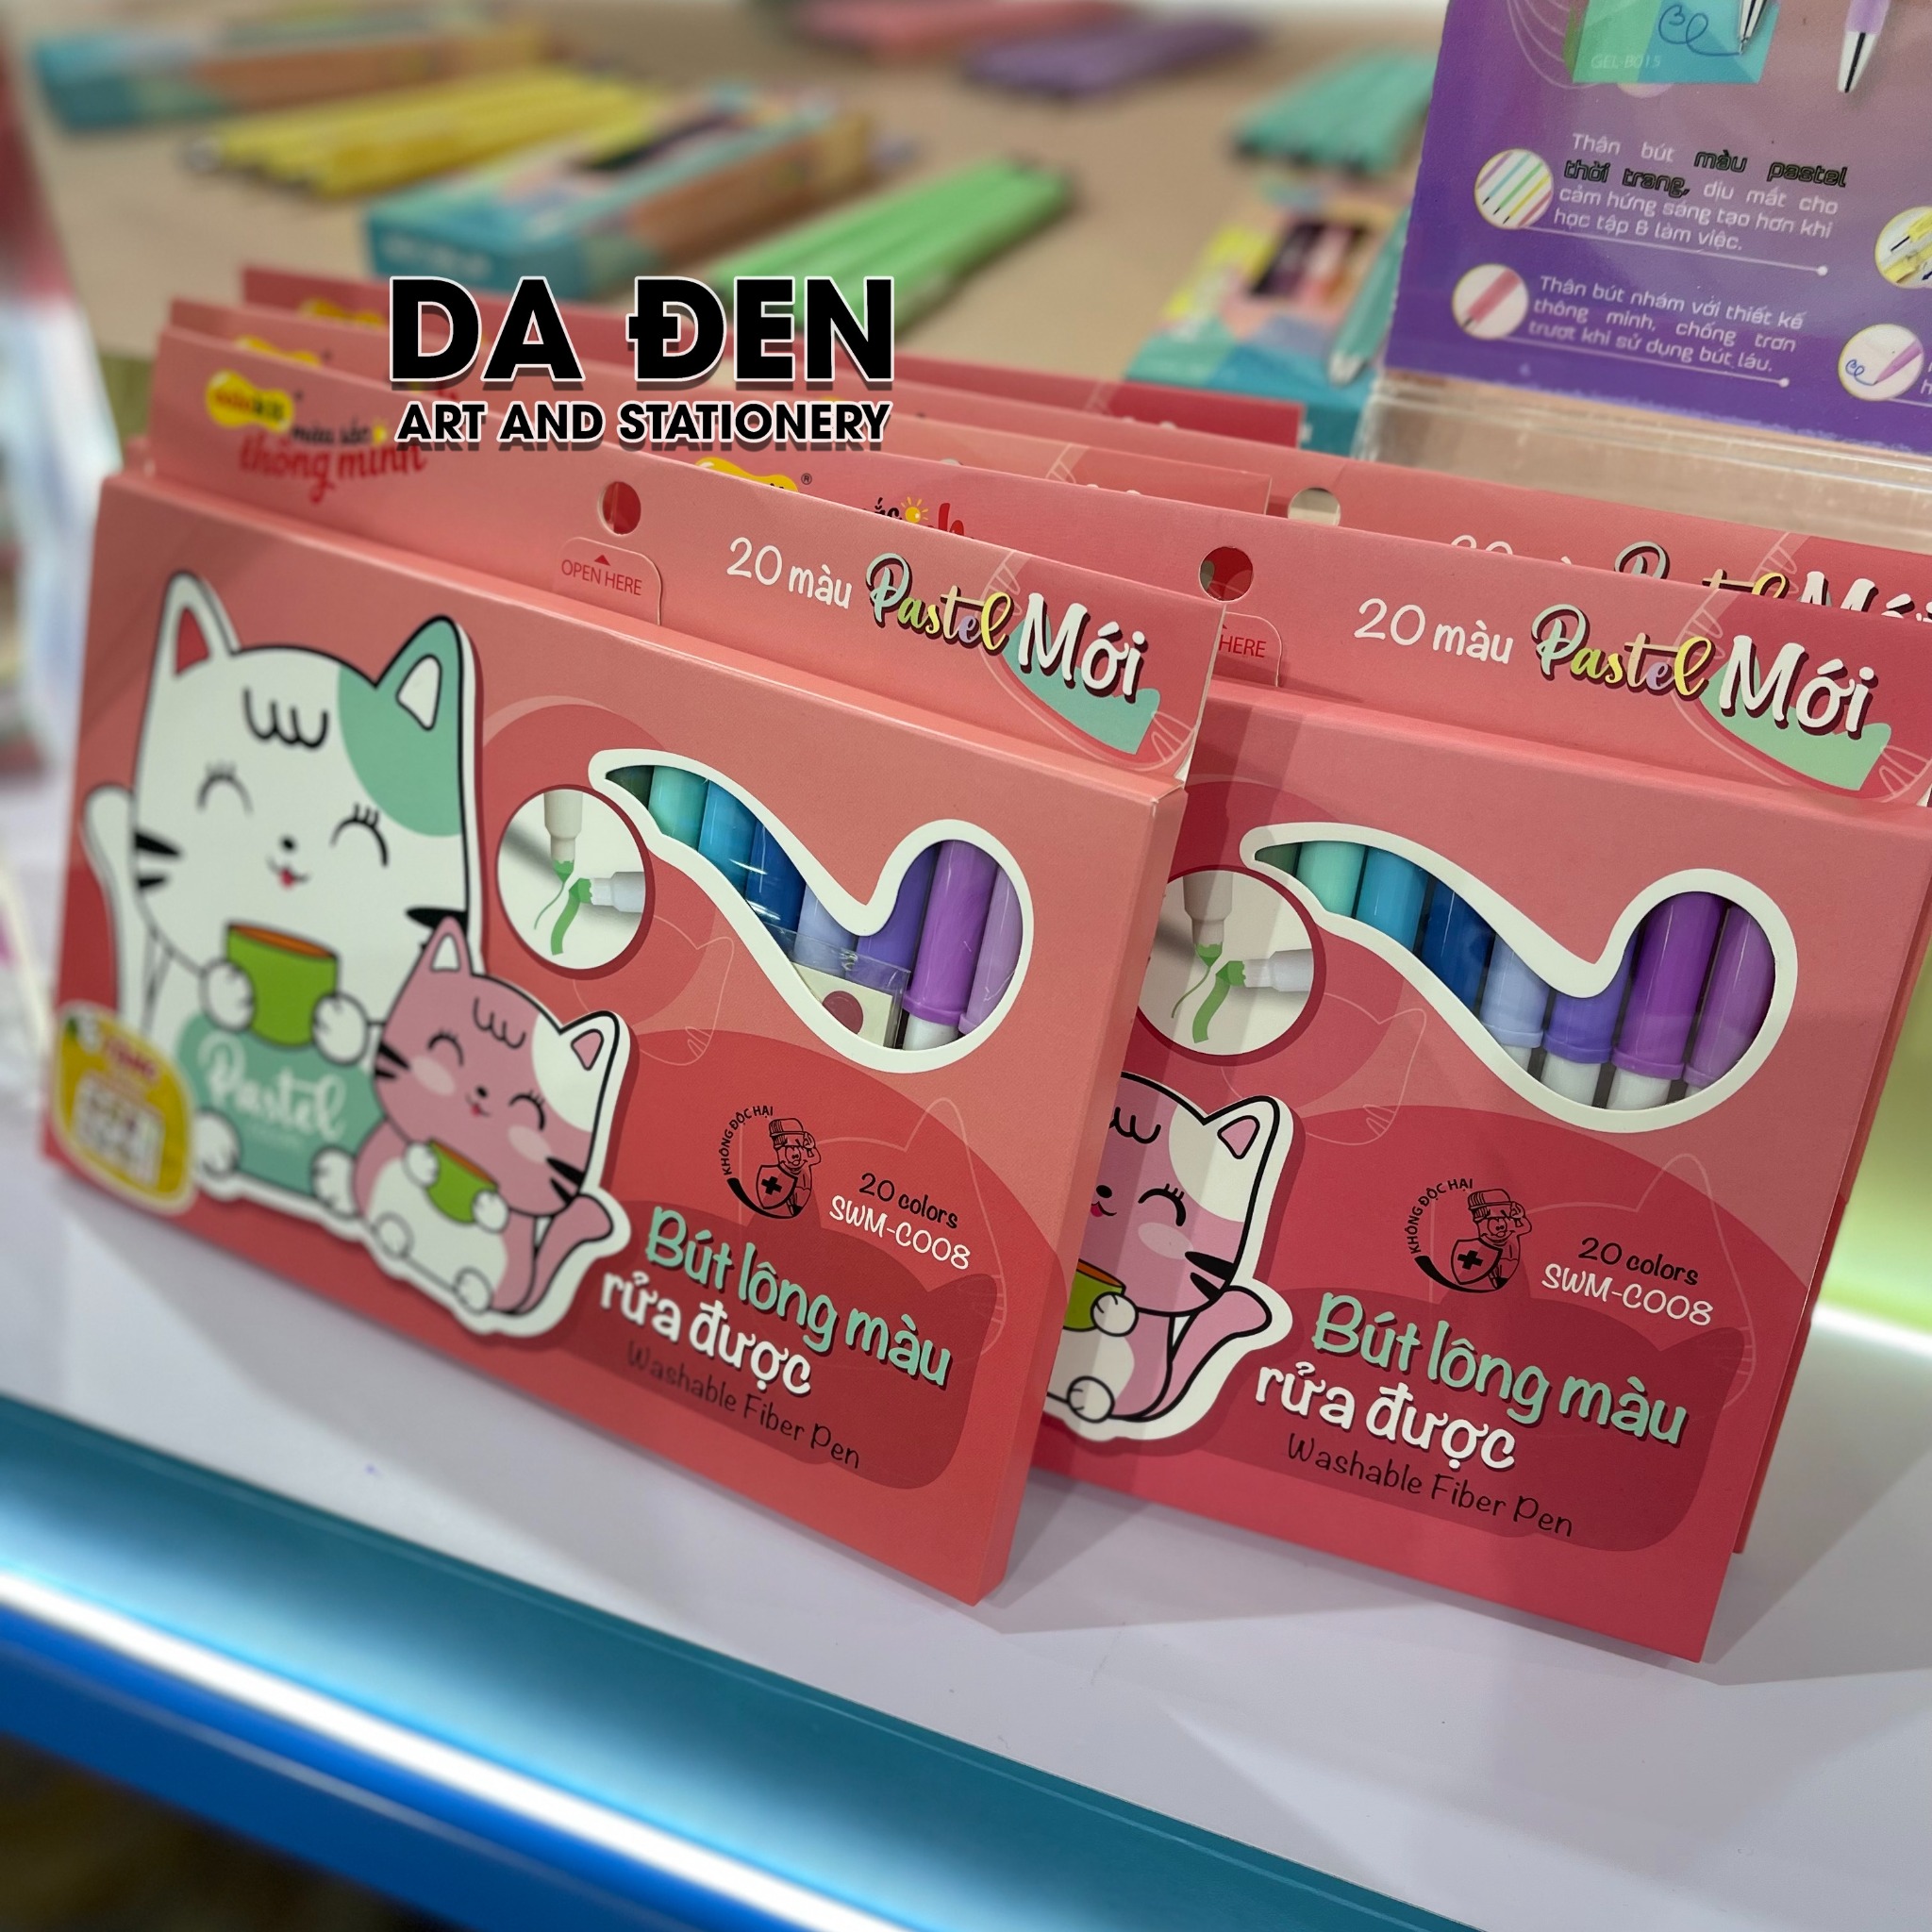 GEL-B015
Thân bút màu pastel
thời trang, dịu mát cho
cảm hứng sáng tạo hơn khi
học tập & làm việc.
Thân bút nhám với thiết kế
thông minh, chống trơn
trượt khi sử dụng bút lâu.
DA ĐEN
ART AND STATIONERY
màu sắc
thông minh
OPEN HERE
20 màu Pastel Mới
HERE
20 màu Pastel Mới
Pastel
KHÔNG ĐỘC HẠI
20 colors
SWM-C008
Bút lông màu
rửa được
Washable Fiber Pen
KHÔNG ĐỘC HẠI
20 colors
SWM-C008
Bút lông màu
rửa được
Washable Fiber Pen